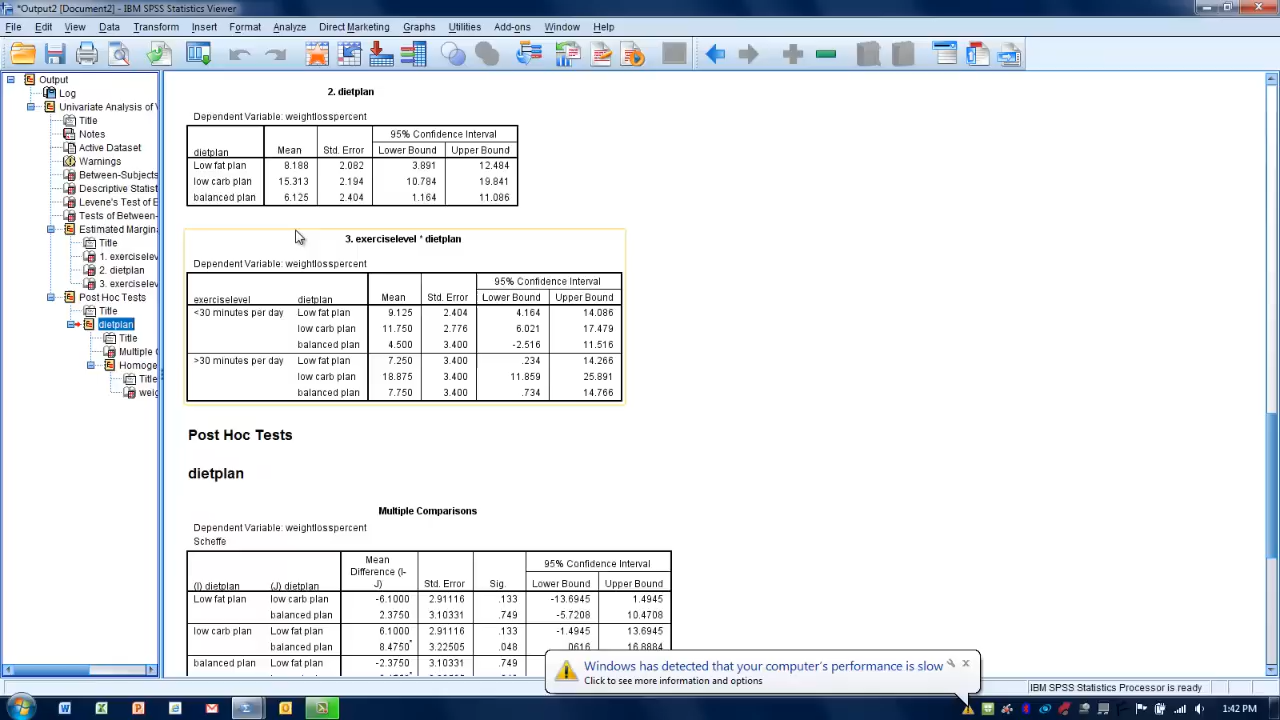 *Output2 [Document2] - IBM SPSS Statistics Viewer
File Edit View Data Transform Insert Format Analyze Direct Marketing Graphs Utilities Add-ons Window Help
Output
Log
Univariate Analysis of V
Title
Notes
Active Dataset
Warnings
Between-Subjects
Descriptive Statist
Levene's Test of E
Tests of Between-
Estimated Margina
Title
1. exerciselev
2. dietplan
3. exerciselev
Post Hoc Tests
Title
dietplan
Title
Multiple C
Homoge
Title
weig
2. dietplan
Dependent Variable: weightlosspercent
95% Confidence Interval
dietplan Mean Std. Error Lower Bound Upper Bound
Low fat plan 8.188 2.082 3.891 12.484
low carb plan 15.313 2.194 10.784 19.841
balanced plan 6.125 2.404 1.164 11.086
3. exerciselevel * dietplan
Dependent Variable: weightlosspercent
95% Confidence Interval
exerciselevel dietplan Mean Std. Error Lower Bound Upper Bound
<30 minutes per day Low fat plan 9.125 2.404 4.164 14.086
low carb plan 11.750 2.776 6.021 17.479
balanced plan 4.500 3.400 -2.516 11.516
>30 minutes per day Low fat plan 7.250 3.400 .234 14.266
low carb plan 18.875 3.400 11.859 25.891
balanced plan 7.750 3.400 .734 14.766
Post Hoc Tests
dietplan
Multiple Comparisons
Dependent Variable: weightlosspercent
Scheffe
Mean
Difference (I-
J)
95% Confidence Interval
(I) dietplan (J) dietplan Std. Error Sig. Lower Bound Upper Bound
Low fat plan low carb plan -6.1000 2.91116 .133 -13.6945 1.4945
balanced plan 2.3750 3.10331 .749 -5.7208 10.4708
low carb plan Low fat plan 6.1000 2.91116 .133 -1.4945 13.6945
balanced plan 8.4750* 3.22505 .048 .0616 16.8884
balanced plan Low fat plan -2.3750 3.10331 .749
Windows has detected that your computer's performance is slow
Click to see more information and options
IBM SPSS Statistics Processor is ready
1:42 PM